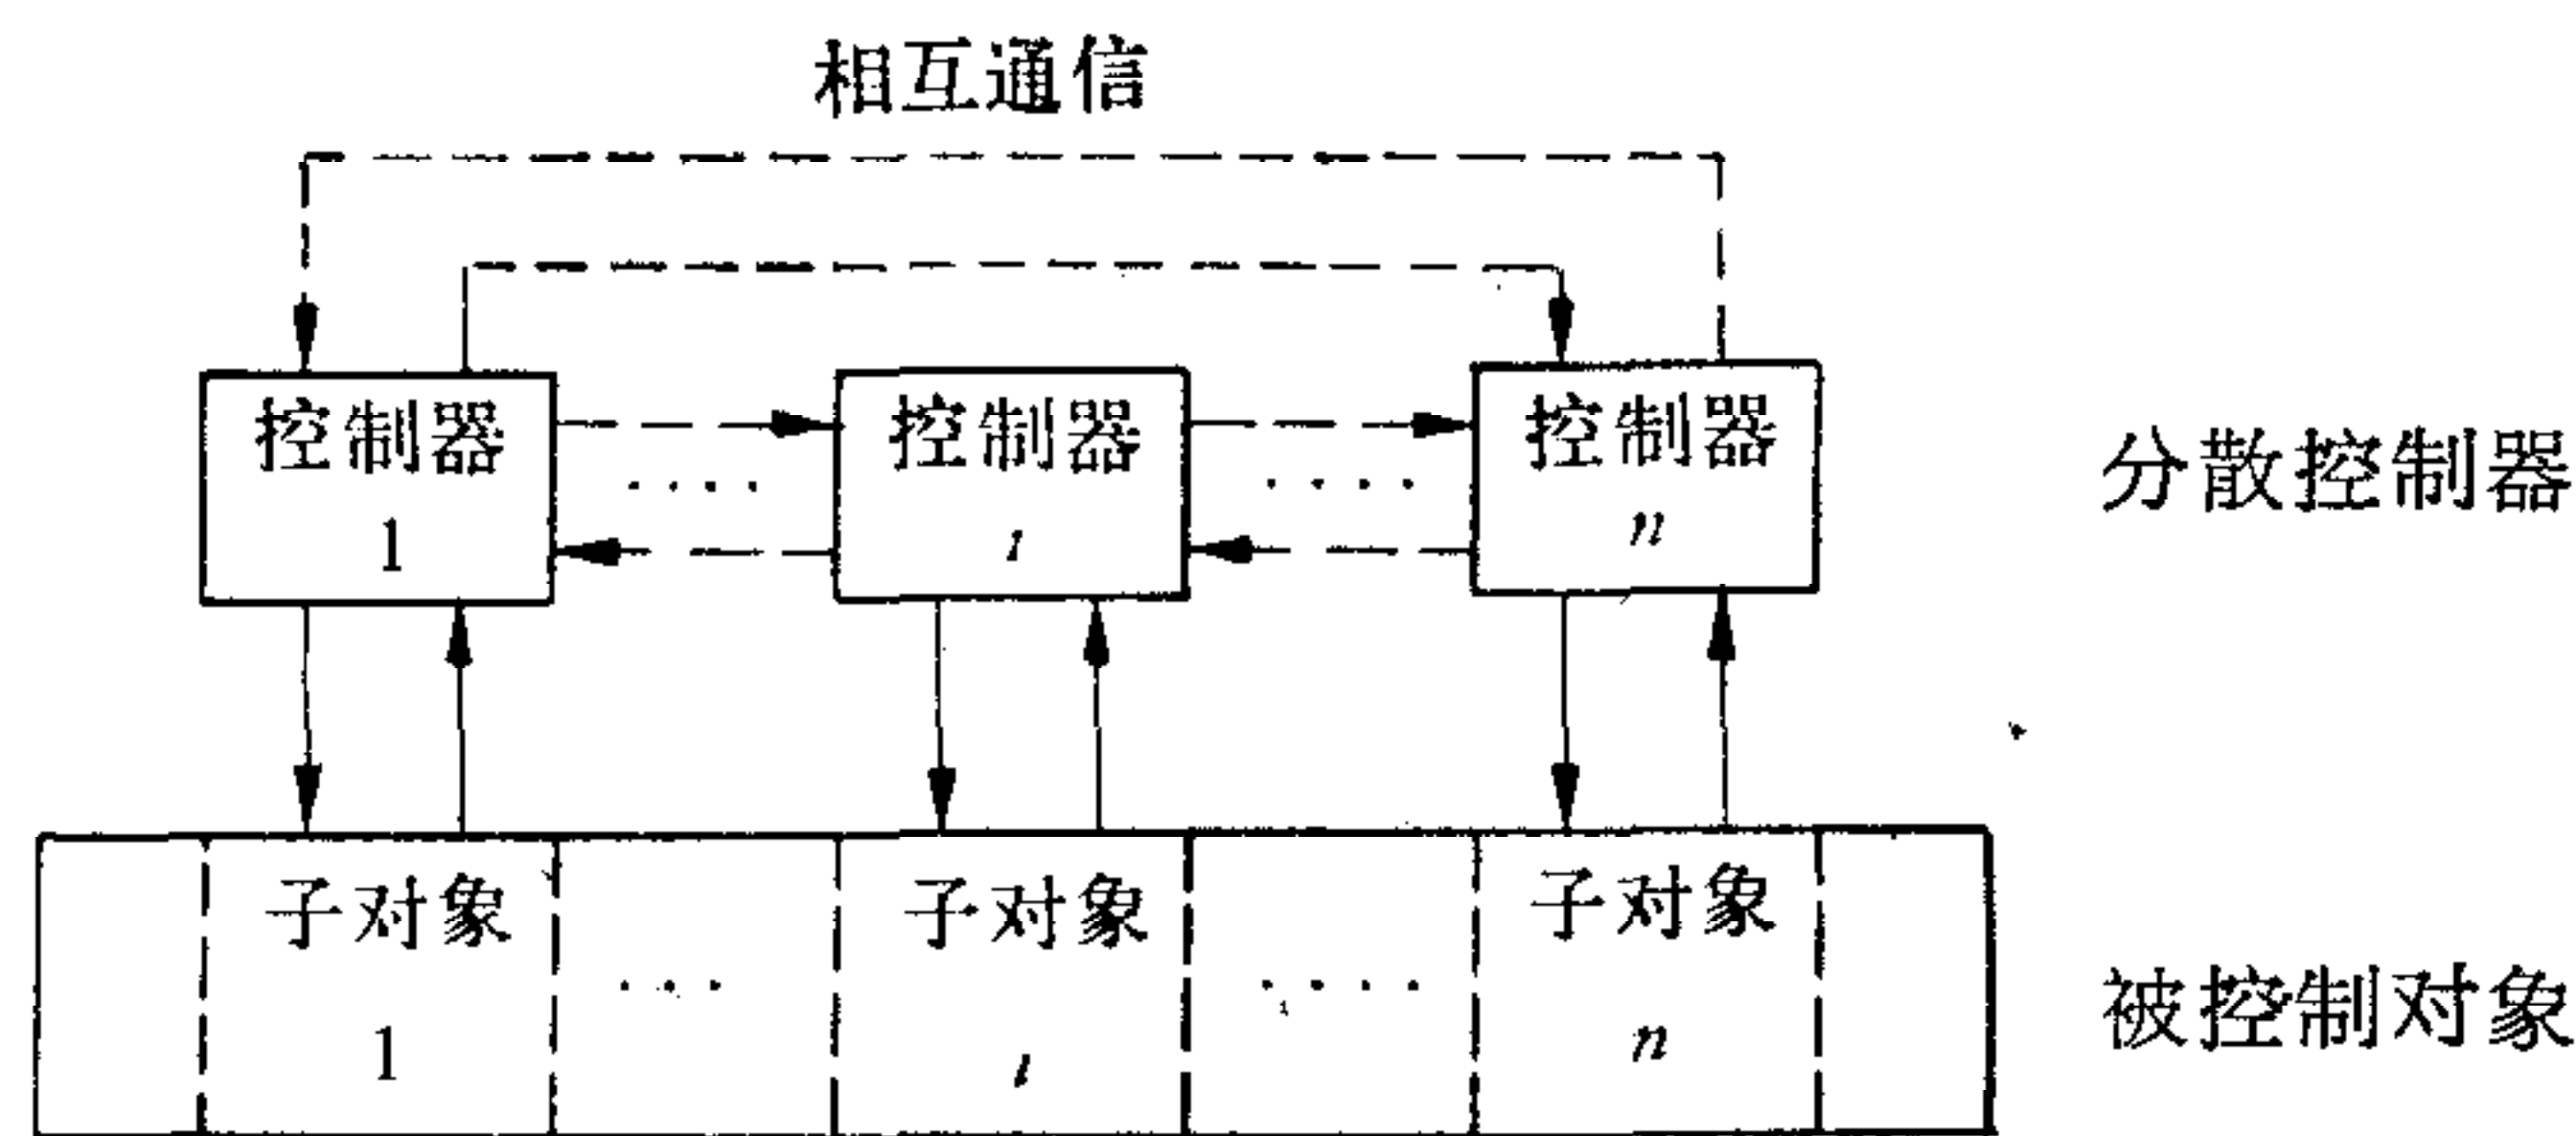 相互通信
控制器
1
····
控制器
i
····
控制器
n
分散控制器
子对象
1
···
子对象
i
····
子对象
n
被控制对象